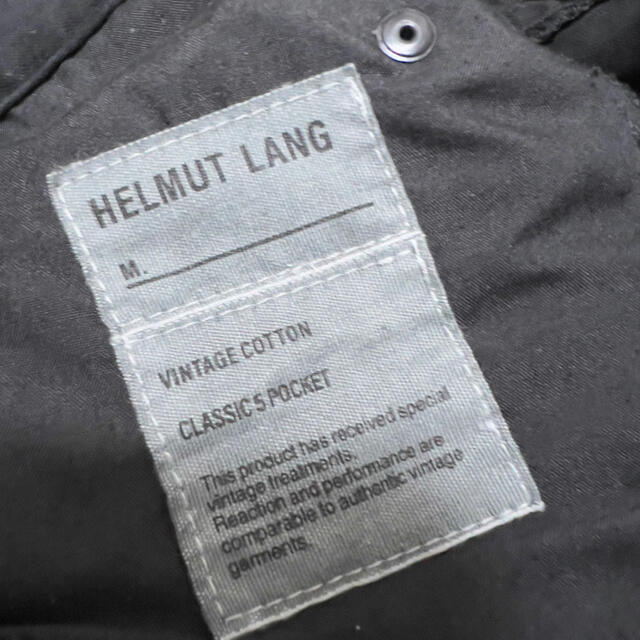 HELMUT LANG
M.
VINTAGE COTTON
CLASSIC 5 POCKET
This product has received special
vintage treatments.
Reaction and performance are
comparable to authentic vintage
garments.